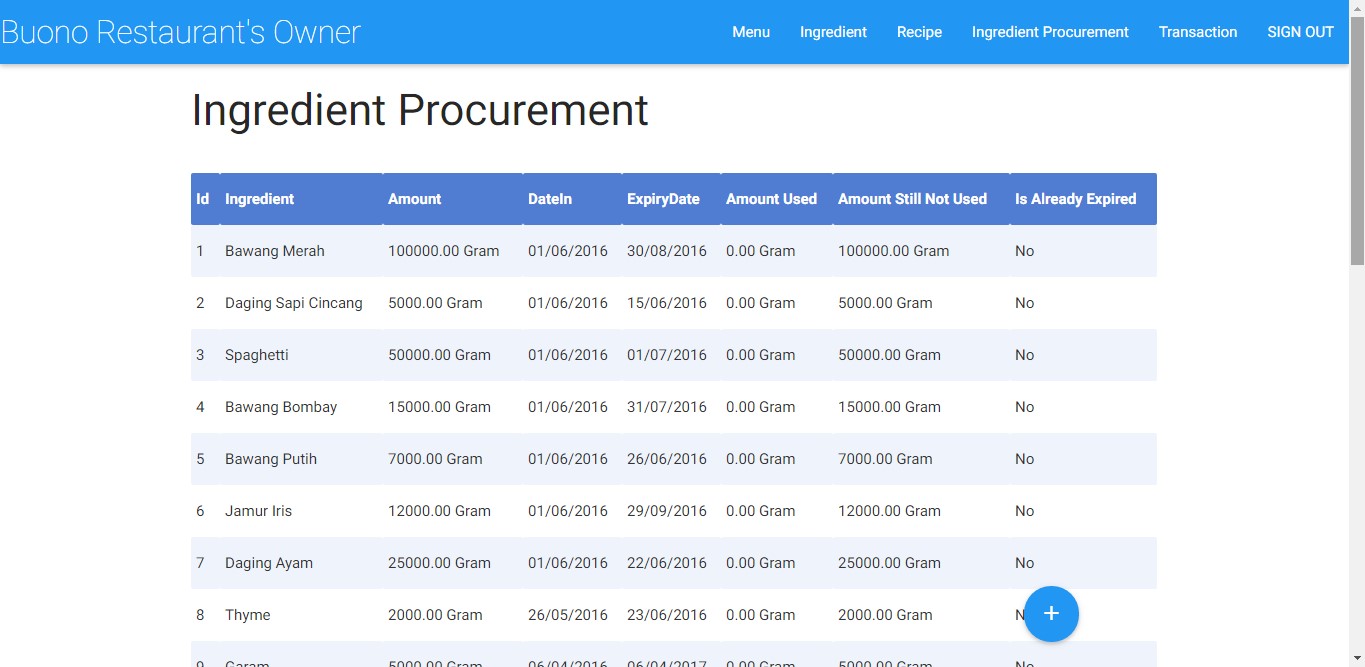 Buono Restaurant's Owner Menu Ingredient Recipe Ingredient Procurement Transaction SIGN OUT
Ingredient Procurement
Id Ingredient Amount DateIn ExpiryDate Amount Used Amount Still Not Used Is Already Expired
1 Bawang Merah 100000.00 Gram 01/06/2016 30/08/2016 0.00 Gram 100000.00 Gram No
2 Daging Sapi Cincang 5000.00 Gram 01/06/2016 15/06/2016 0.00 Gram 5000.00 Gram No
3 Spaghetti 50000.00 Gram 01/06/2016 01/07/2016 0.00 Gram 50000.00 Gram No
4 Bawang Bombay 15000.00 Gram 01/06/2016 31/07/2016 0.00 Gram 15000.00 Gram No
5 Bawang Putih 7000.00 Gram 01/06/2016 26/06/2016 0.00 Gram 7000.00 Gram No
6 Jamur Iris 12000.00 Gram 01/06/2016 29/09/2016 0.00 Gram 12000.00 Gram No
7 Daging Ayam 25000.00 Gram 01/06/2016 22/06/2016 0.00 Gram 25000.00 Gram No
8 Thyme 2000.00 Gram 26/05/2016 23/06/2016 0.00 Gram 2000.00 Gram N +
9 Garam 5000.00 Gram 06/04/2016 06/04/2017 0.00 Gram 5000.00 Gram No